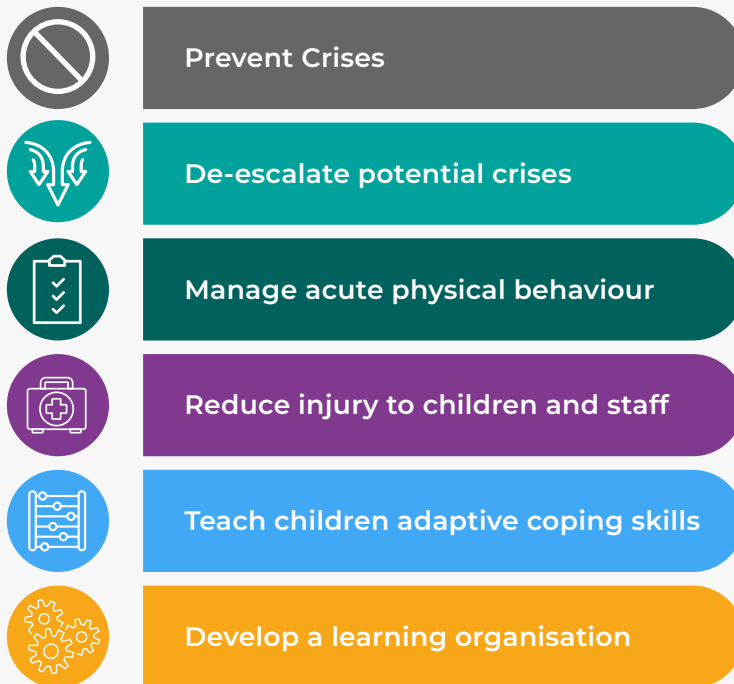 Prevent Crises
De-escalate potential crises
Manage acute physical behaviour
Reduce injury to children and staff
Teach children adaptive coping skills
Develop a learning organisation